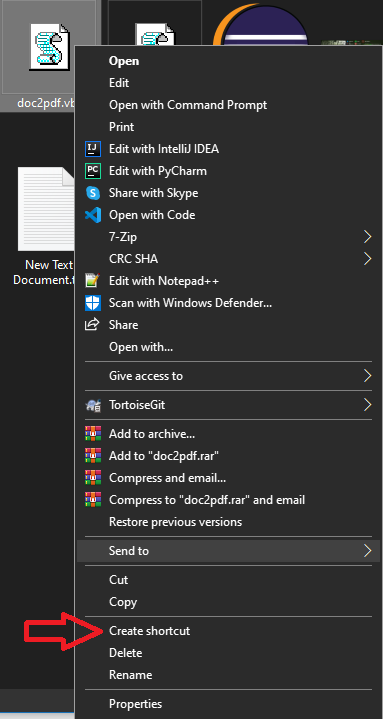 doc2pdf.vb
New Text
Document.t
Open
Edit
Open with Command Prompt
Print
Edit with IntelliJ IDEA
Edit with PyCharm
Share with Skype
Open with Code
7-Zip
CRC SHA
Edit with Notepad++
Scan with Windows Defender...
Share
Open with...
Give access to
TortoiseGit
Add to archive...
Add to "doc2pdf.rar"
Compress and email...
Compress to "doc2pdf.rar" and email
Restore previous versions
Send to
Cut
Copy
Create shortcut
Delete
Rename
Properties